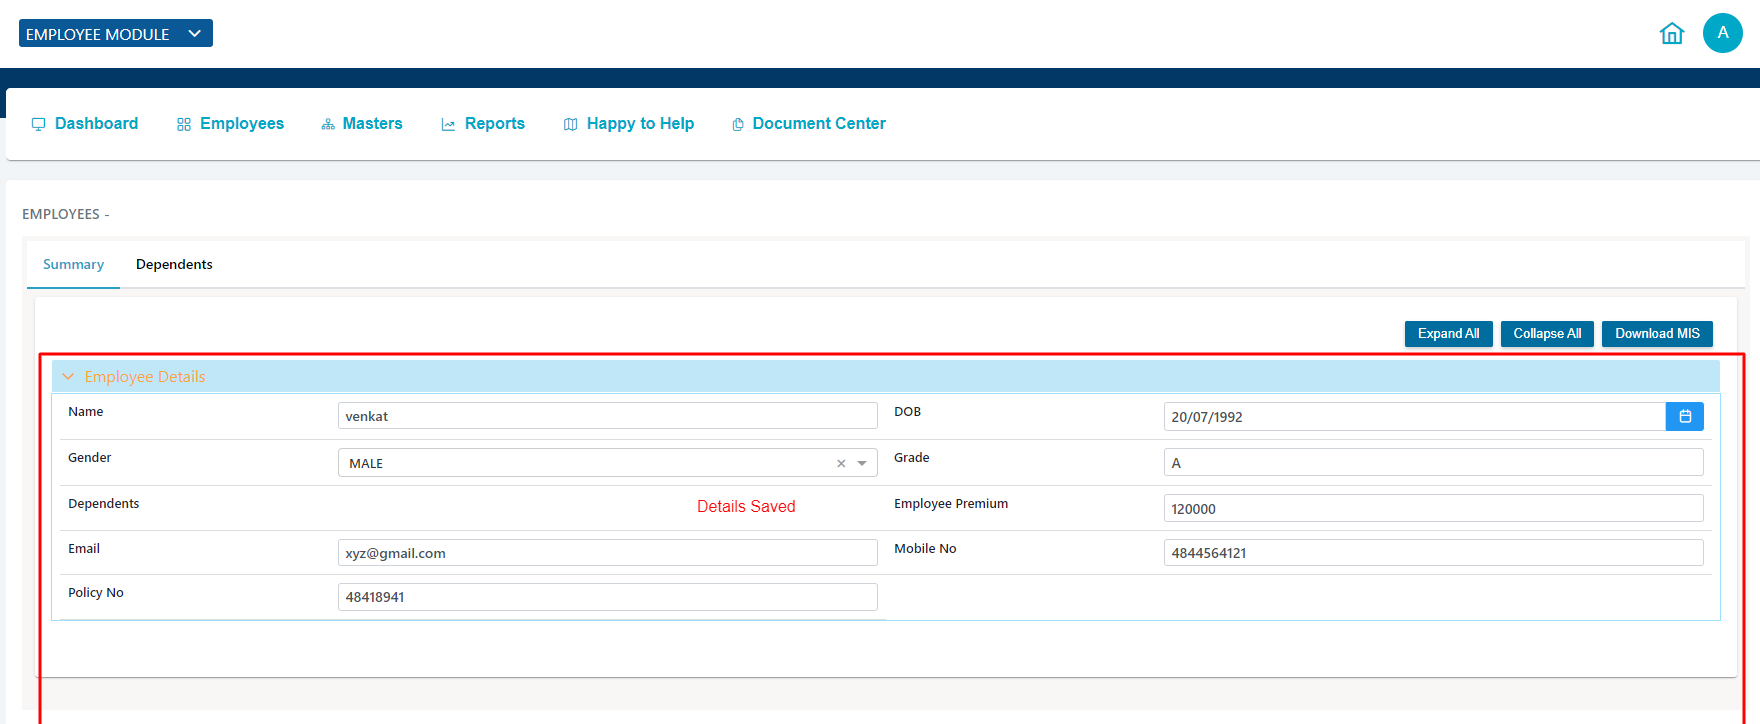 EMPLOYEE MODULE
A
Dashboard Employees Masters Reports Happy to Help Document Center
EMPLOYEES -
Summary Dependents
Expand All Collapse All Download MIS
Employee Details
Name venkat DOB 20/07/1992
Gender MALE Grade A
Dependents Details Saved Employee Premium 120000
Email xyz@gmail.com Mobile No 4844564121
Policy No 48418941